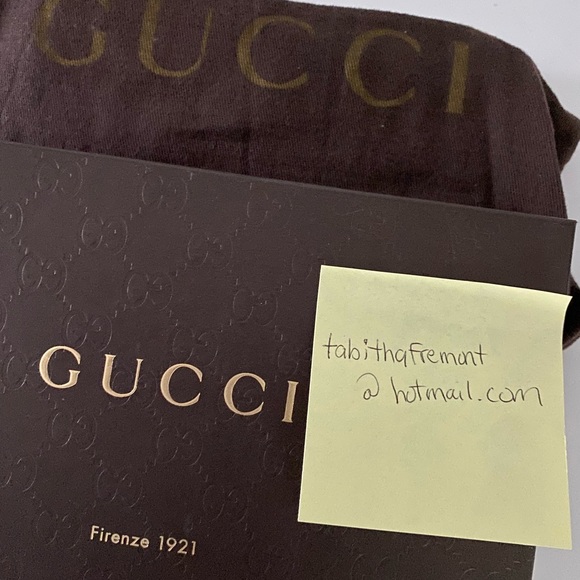 GUCCI
GUCCI
Firenze 1921
tabithafremont
@hotmail.com